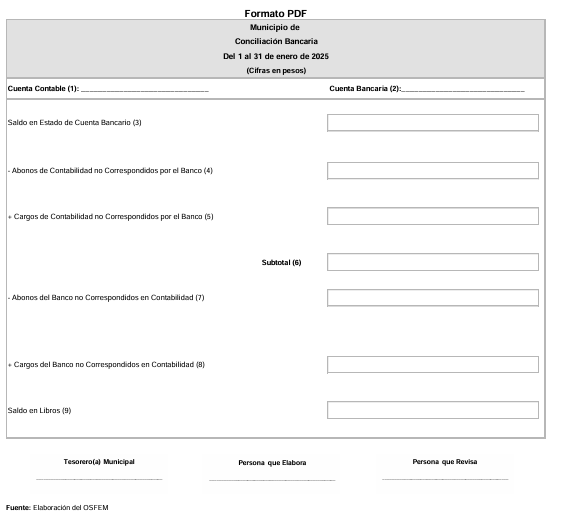 Formato PDF
Municipio de
Conciliación Bancaria
Del 1 al 31 de enero de 2025
(Cifras en pesos)
Cuenta Contable (1): ______________________________ Cuenta Bancaria (2):_____________________________
Saldo en Estado de Cuenta Bancario (3)
- Abonos de Contabilidad no Correspondidos por el Banco (4)
+ Cargos de Contabilidad no Correspondidos por el Banco (5)
Subtotal (6)
- Abonos del Banco no Correspondidos en Contabilidad (7)
+ Cargos del Banco no Correspondidos en Contabilidad (8)
Saldo en Libros (9)
Tesorero(a) Municipal Persona que Elabora Persona que Revisa
Fuente: Elaboración del OSFEM